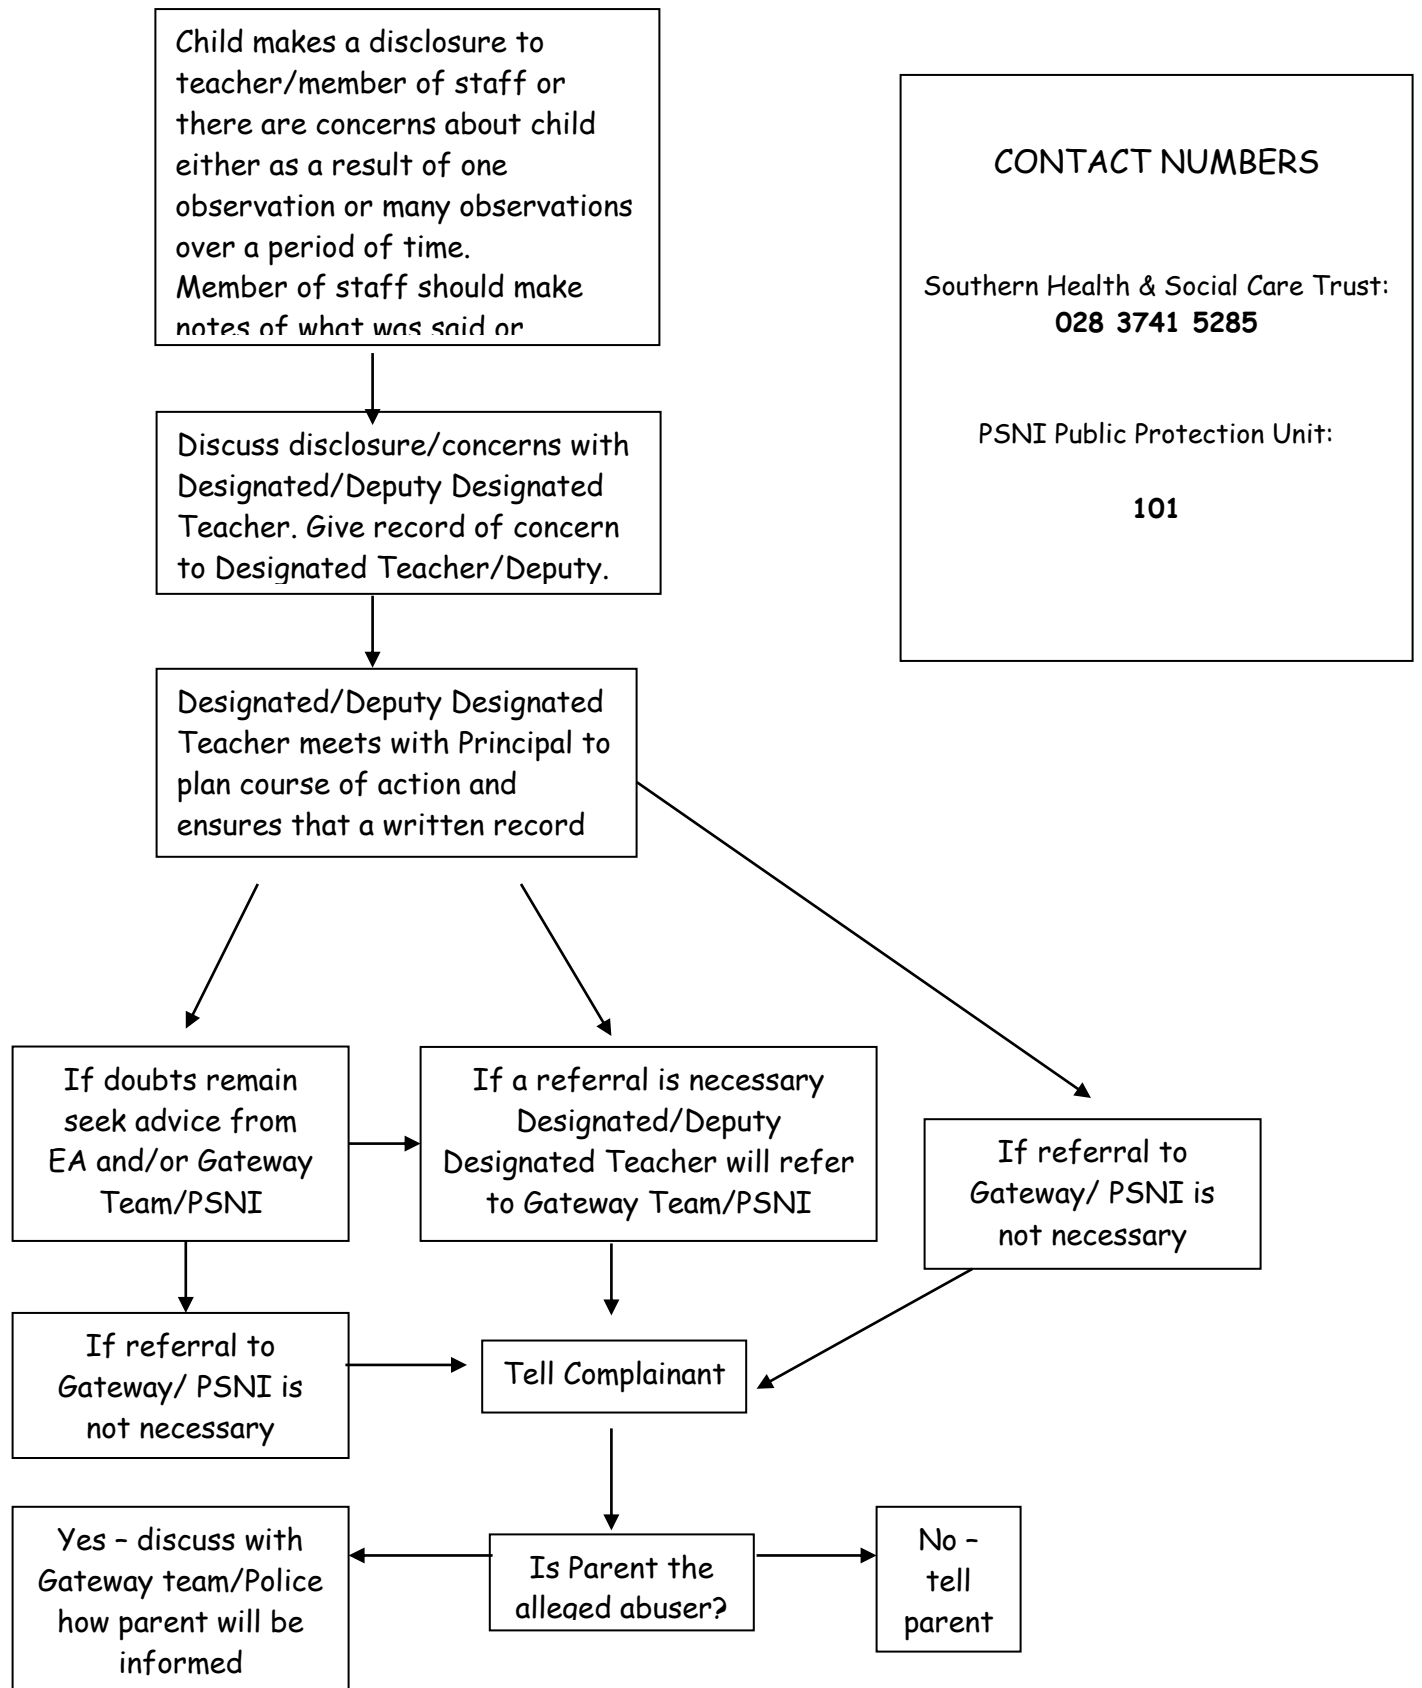 Child makes a disclosure to
teacher/member of staff or
there are concerns about child
either as a result of one
observation or many observations
over a period of time.
Member of staff should make
notes of what was said or
CONTACT NUMBERS
Southern Health & Social Care Trust:
028 3741 5285
PSNI Public Protection Unit:
101
Discuss disclosure/concerns with
Designated/Deputy Designated
Teacher. Give record of concern
to Designated Teacher/Deputy.
Designated/Deputy Designated
Teacher meets with Principal to
plan course of action and
ensures that a written record
If doubts remain
seek advice from
EA and/or Gateway
Team/PSNI
If a referral is necessary
Designated/Deputy
Designated Teacher will refer
to Gateway Team/PSNI
If referral to
Gateway/ PSNI is
not necessary
If referral to
Gateway/ PSNI is
not necessary
Tell Complainant
Yes – discuss with
Gateway team/Police
how parent will be
informed
Is Parent the
alleged abuser?
No –
tell
parent